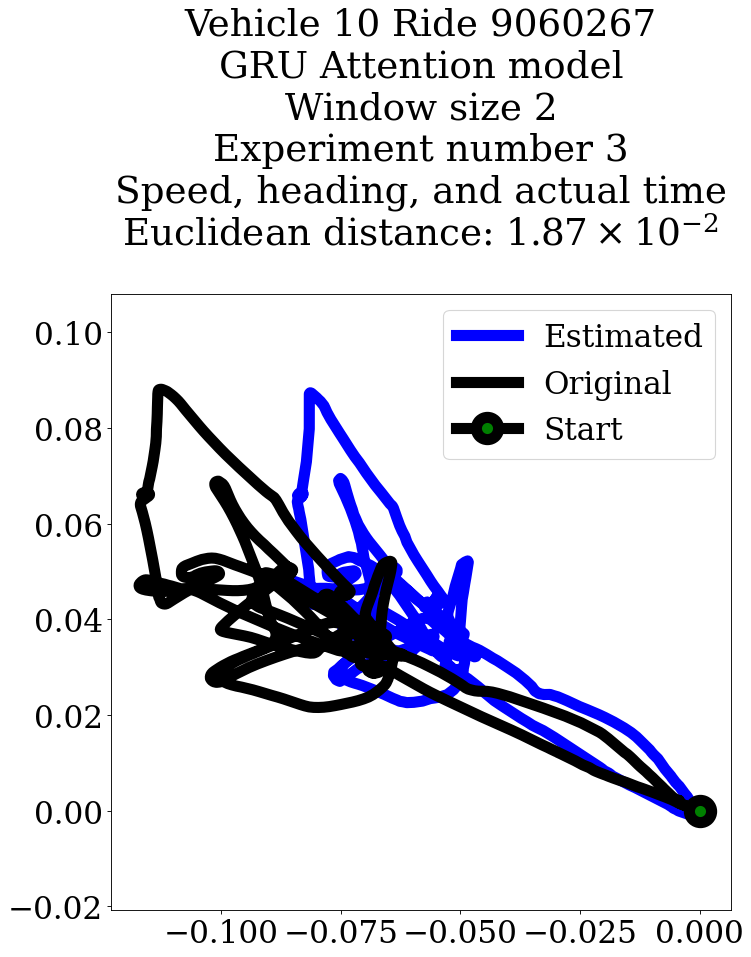 Vehicle 10 Ride 9060267
GRU Attention model
Window size 2
Experiment number 3
Speed, heading, and actual time
Euclidean distance: 1.87 × 10⁻²
Estimated
Original
Start
0.10
0.08
0.06
0.04
0.02
0.00
−0.02
−0.100 −0.075 −0.050 −0.025 0.000